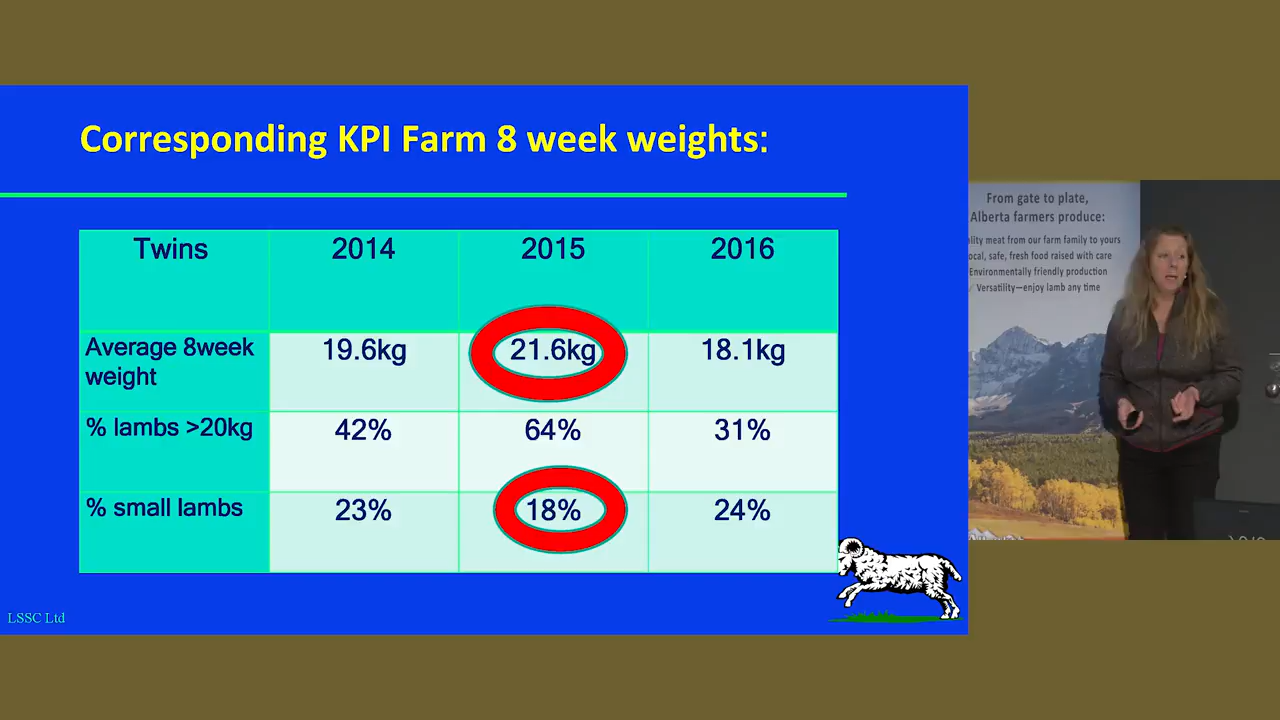 Corresponding KPI Farm 8 week weights:
Twins 2014 2015 2016
Average 8week weight 19.6kg 21.6kg 18.1kg
% lambs >20kg 42% 64% 31%
% small lambs 23% 18% 24%
LSSC Ltd
From gate to plate,
Alberta farmers produce:
meat from our farm family to yours
safe, fresh food raised with care
Environmentally friendly production
Versatility—enjoy lamb any time